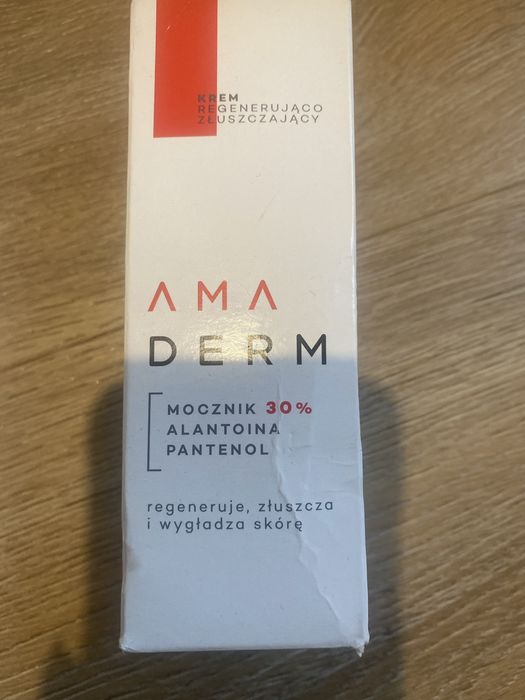 KREM
REGENERUJĄCO
ZŁUSZCZAJĄCY
AMA
DERM
MOCZNIK 30%
ALANTOINA
PANTENOL
regeneruje, złuszcza
i wygładza skórę